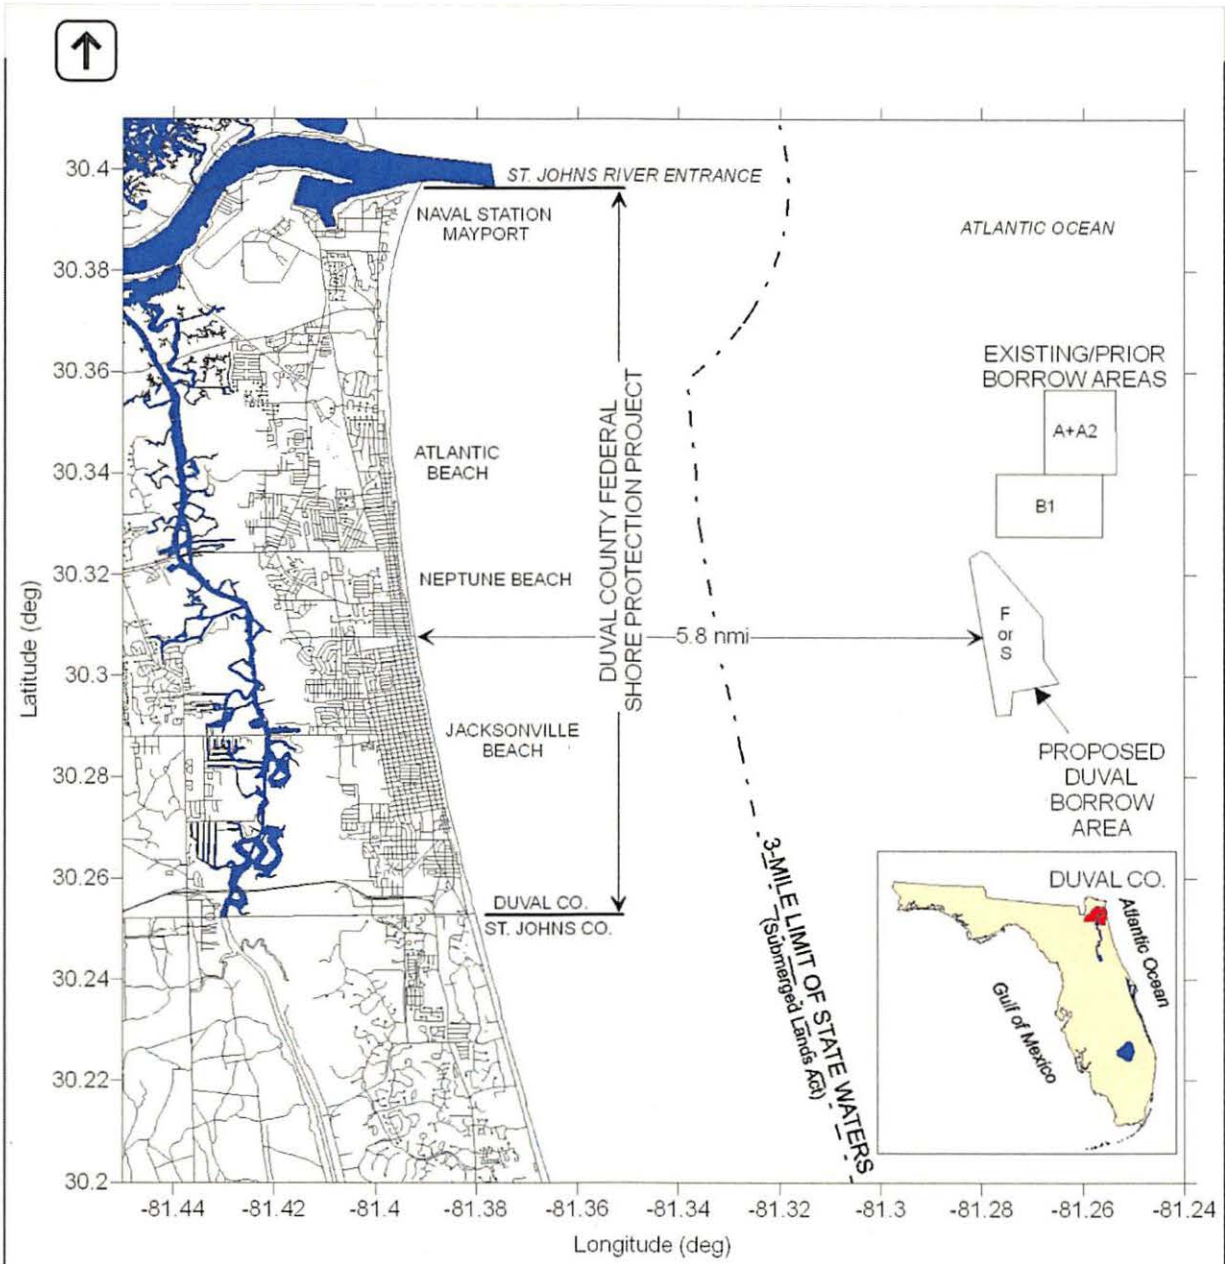 30.4
30.38
30.36
30.34
30.32
30.3
30.28
30.26
30.24
30.22
30.2
Latitude (deg)
-81.44
-81.42
-81.4
-81.38
-81.36
-81.34
-81.32
-81.3
-81.28
-81.26
-81.24
Longitude (deg)
ST. JOHNS RIVER ENTRANCE
NAVAL STATION
MAYPORT
ATLANTIC OCEAN
EXISTING/PRIOR
BORROW AREAS
A+A2
B1
ATLANTIC
BEACH
DUVAL COUNTY FEDERAL
SHORE PROTECTION PROJECT
NEPTUNE BEACH
5.8 nmi
F
or
S
JACKSONVILLE
BEACH
PROPOSED
DUVAL
BORROW
AREA
3-MILE LIMIT OF STATE WATERS
(Submerged Lands Act)
DUVAL CO.
ST. JOHNS CO.
DUVAL CO.
Atlantic Ocean
Gulf of Mexico